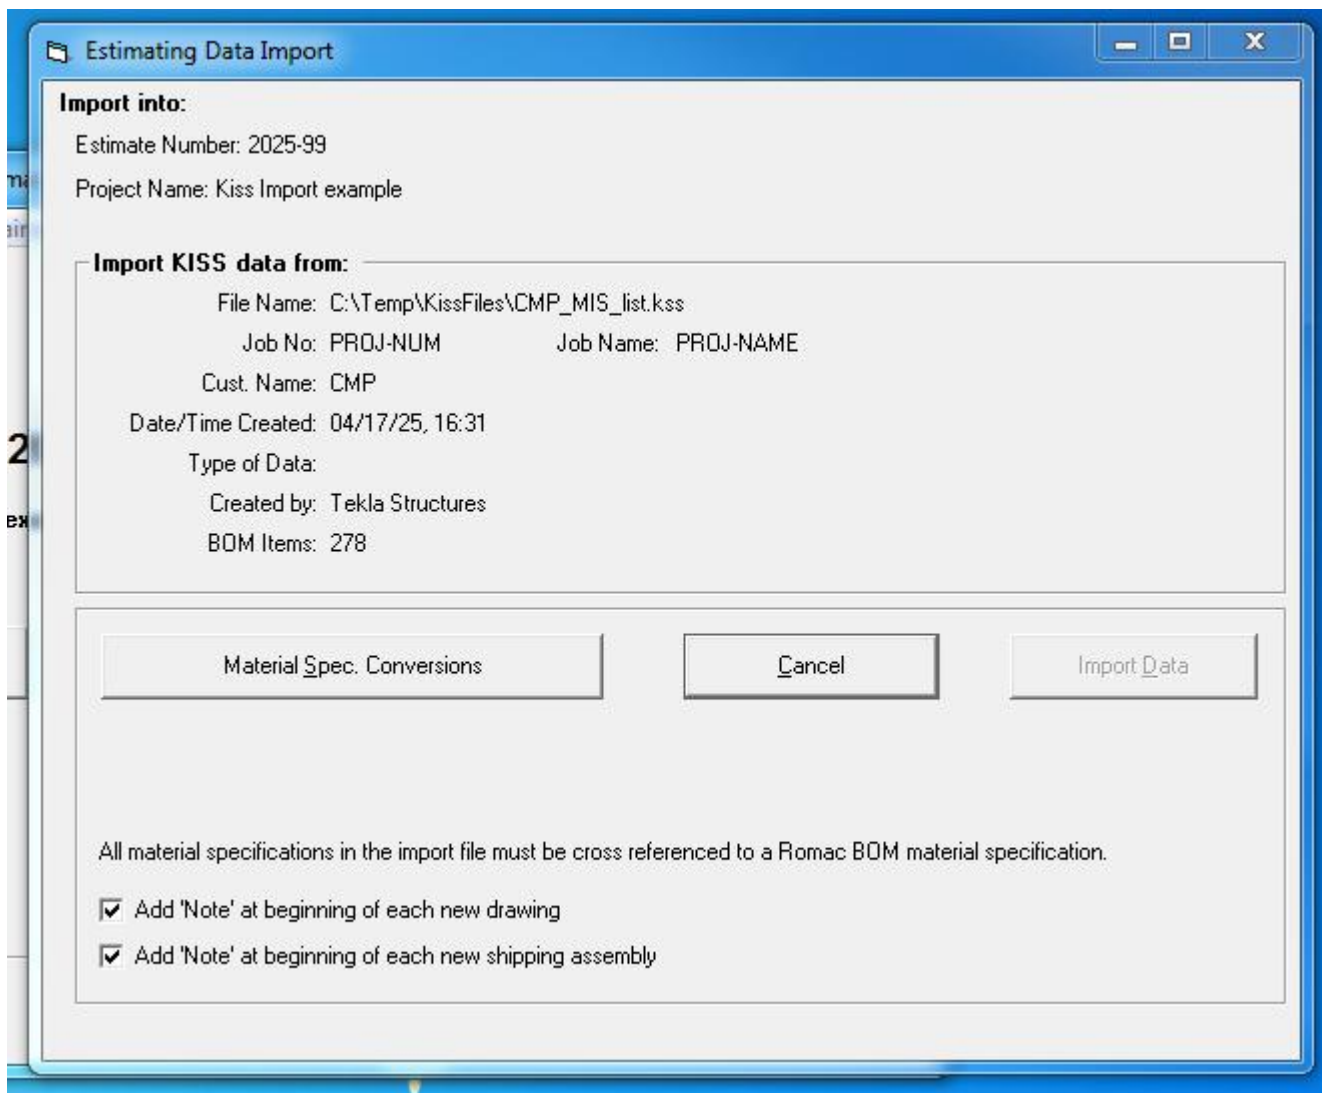 Estimating Data Import
Import into:
Estimate Number: 2025-99
Project Name: Kiss Import example
Import KISS data from:
File Name: C:\Temp\KissFiles\CMP_MIS_list.kss
Job No: PROJ-NUM Job Name: PROJ-NAME
Cust. Name: CMP
Date/Time Created: 04/17/25, 16:31
Type of Data:
Created by: Tekla Structures
BOM Items: 278
Material Spec. Conversions Cancel Import Data
All material specifications in the import file must be cross referenced to a Romac BOM material specification.
Add 'Note' at beginning of each new drawing
Add 'Note' at beginning of each new shipping assembly